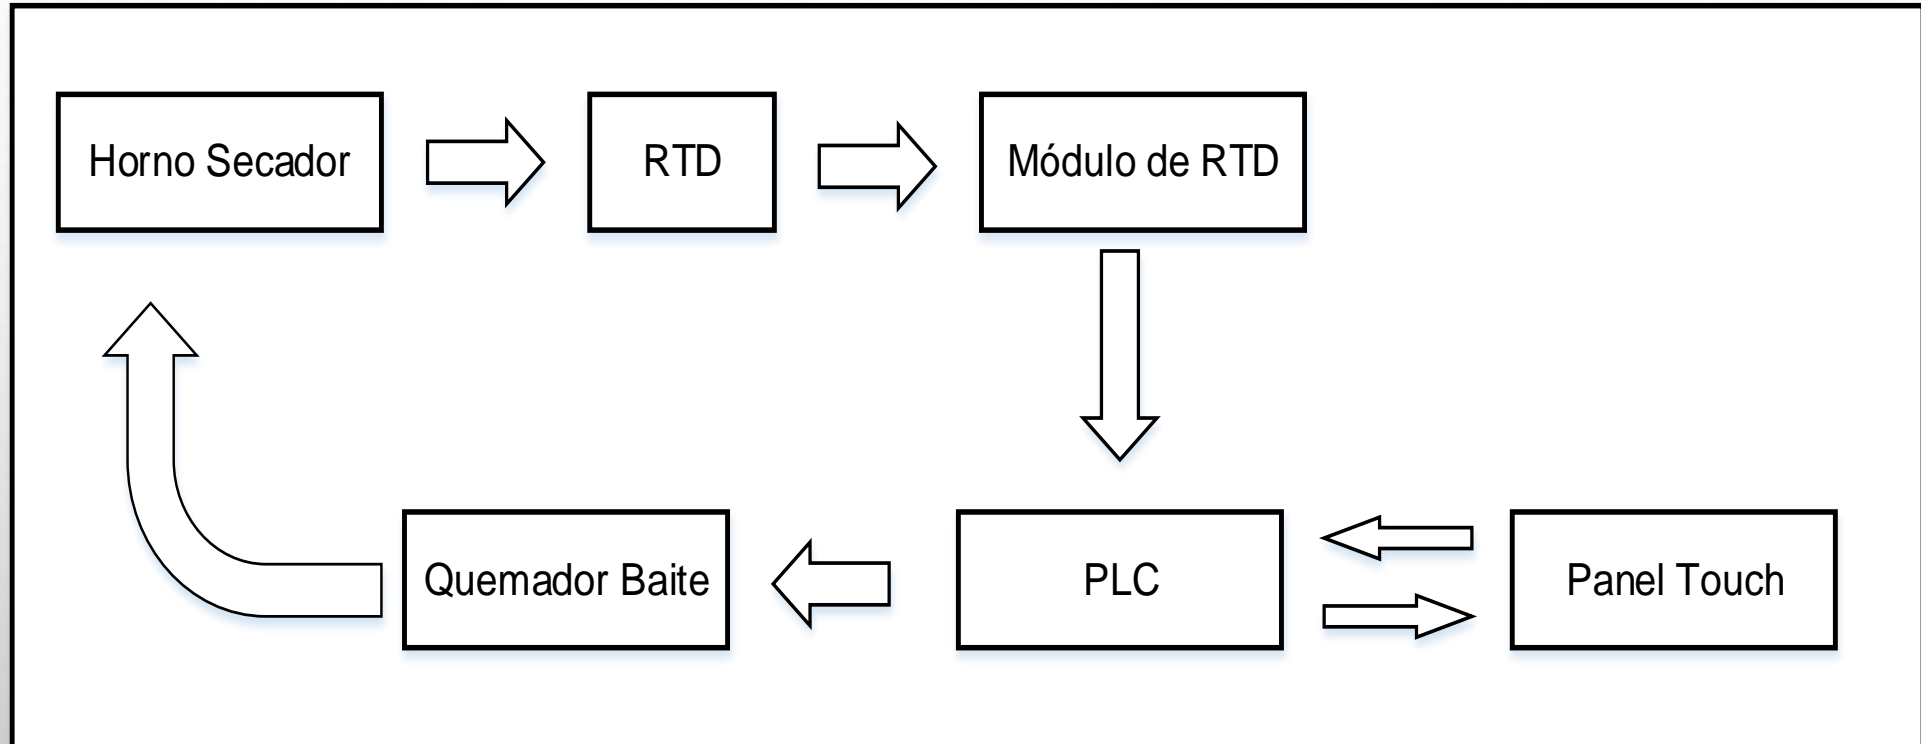 Horno Secador
RTD
Módulo de RTD
Quemador Baite
PLC
Panel Touch